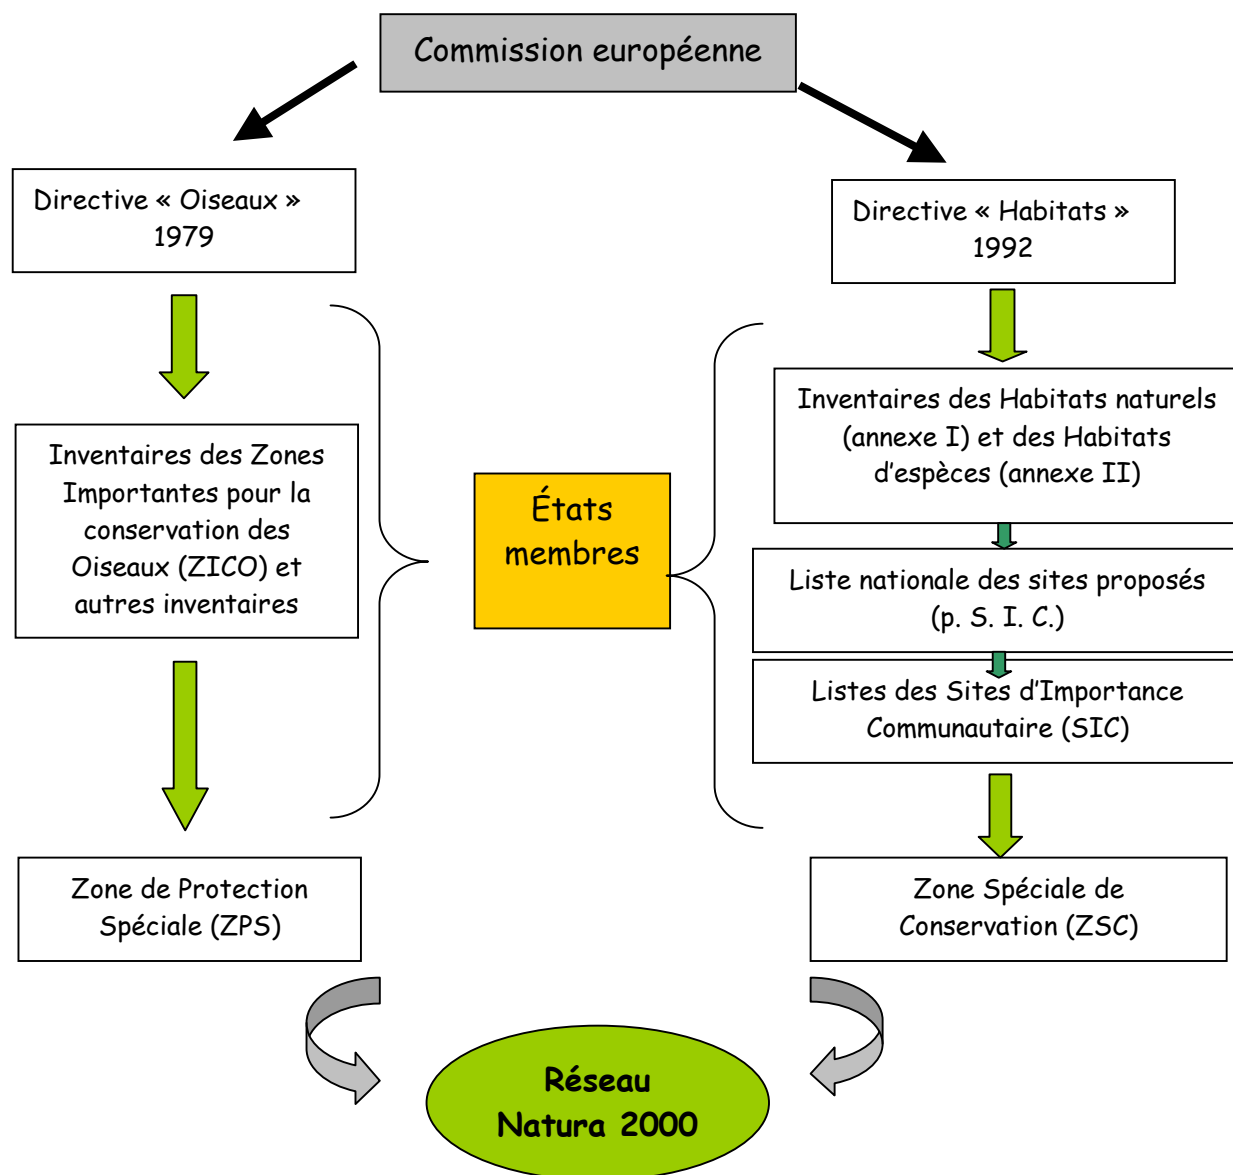 Commission européenne
Directive « Oiseaux »
1979
Directive « Habitats »
1992
Inventaires des Zones
Importantes pour la
conservation des
Oiseaux (ZICO) et
autres inventaires
États
membres
Inventaires des Habitats naturels
(annexe I) et des Habitats
d'espèces (annexe II)
Liste nationale des sites proposés
(p. S. I. C.)
Listes des Sites d'Importance
Communautaire (SIC)
Zone de Protection
Spéciale (ZPS)
Zone Spéciale de
Conservation (ZSC)
Réseau
Natura 2000